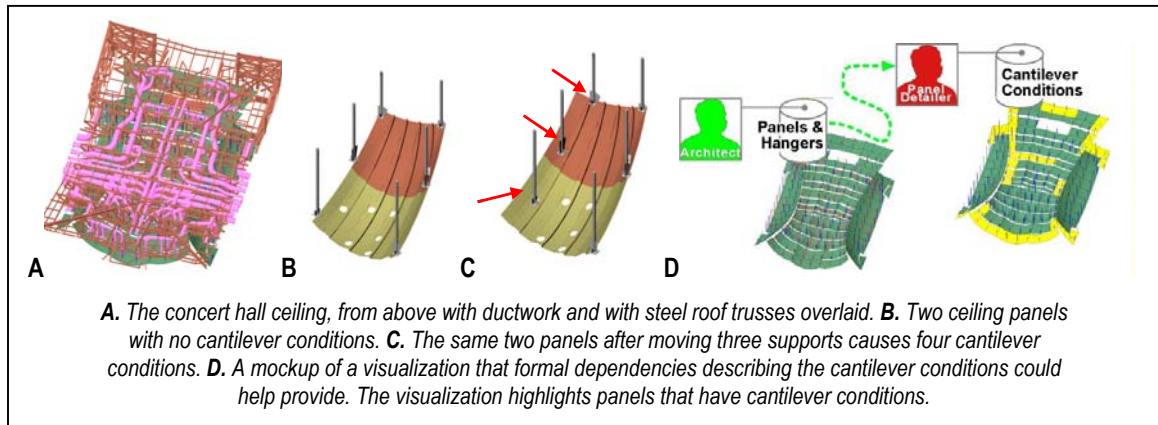 Architect
Panels &
Hangers
Panel
Detailer
Cantilever
Conditions
A
B
C
D
A. The concert hall ceiling, from above with ductwork and with steel roof trusses overlaid. B. Two ceiling panels
with no cantilever conditions. C. The same two panels after moving three supports causes four cantilever
conditions. D. A mockup of a visualization that formal dependencies describing the cantilever conditions could
help provide. The visualization highlights panels that have cantilever conditions.